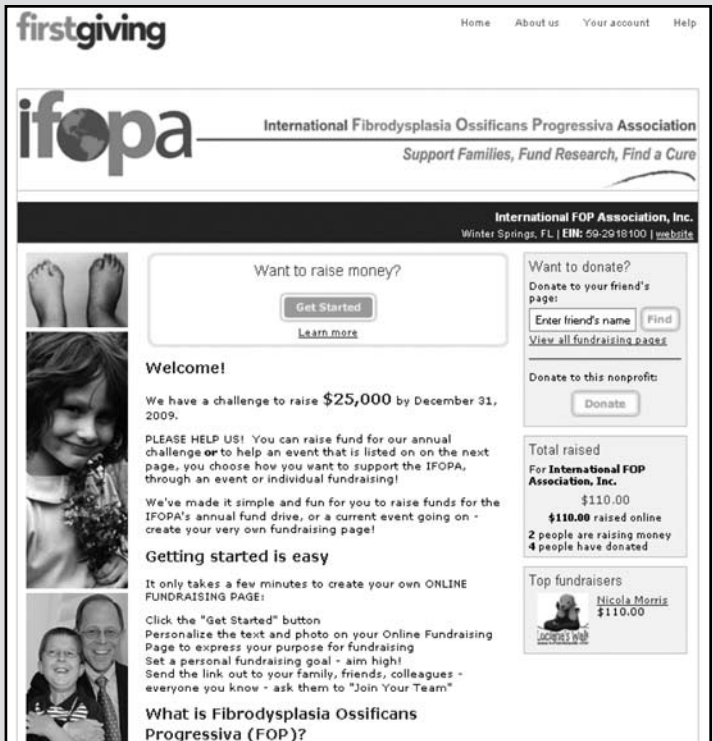 firstgiving
Home About us Your account Help
ifopa
International Fibrodysplasia Ossificans Progressiva Association
Support Families, Fund Research, Find a Cure
International FOP Association, Inc.
Winter Springs, FL | EIN: 59-2918100 | website
Want to raise money?
Get Started
Learn more
Welcome!
We have a challenge to raise $25,000 by December 31,
2009.
PLEASE HELP US! You can raise fund for our annual
challenge or to help an event that is listed on on the next
page, you choose how you want to support the IFOPA,
through an event or individual fundraising!
We've made it simple and fun for you to raise funds for the
IFOPA's annual fund drive, or a current event going on -
create your very own fundraising page!
Getting started is easy
It only takes a few minutes to create your own ONLINE
FUNDRAISING PAGE:
Click the "Get Started" button
Personalize the text and photo on your Online Fundraising
Page to express your purpose for fundraising
Set a personal fundraising goal - aim high!
Send the link out to your family, friends, colleagues -
everyone you know - ask them to "Join Your Team"
What is Fibrodysplasia Ossificans
Progressiva (FOP)?
Want to donate?
Donate to your friend's
page:
Enter friend's name Find
View all fundraising pages
Donate to this nonprofit:
Donate
Total raised
For International FOP
Association, Inc.
$110.00
$110.00 raised online
2 people are raising money
4 people have donated
Top fundraisers
Nicola Morris
$110.00